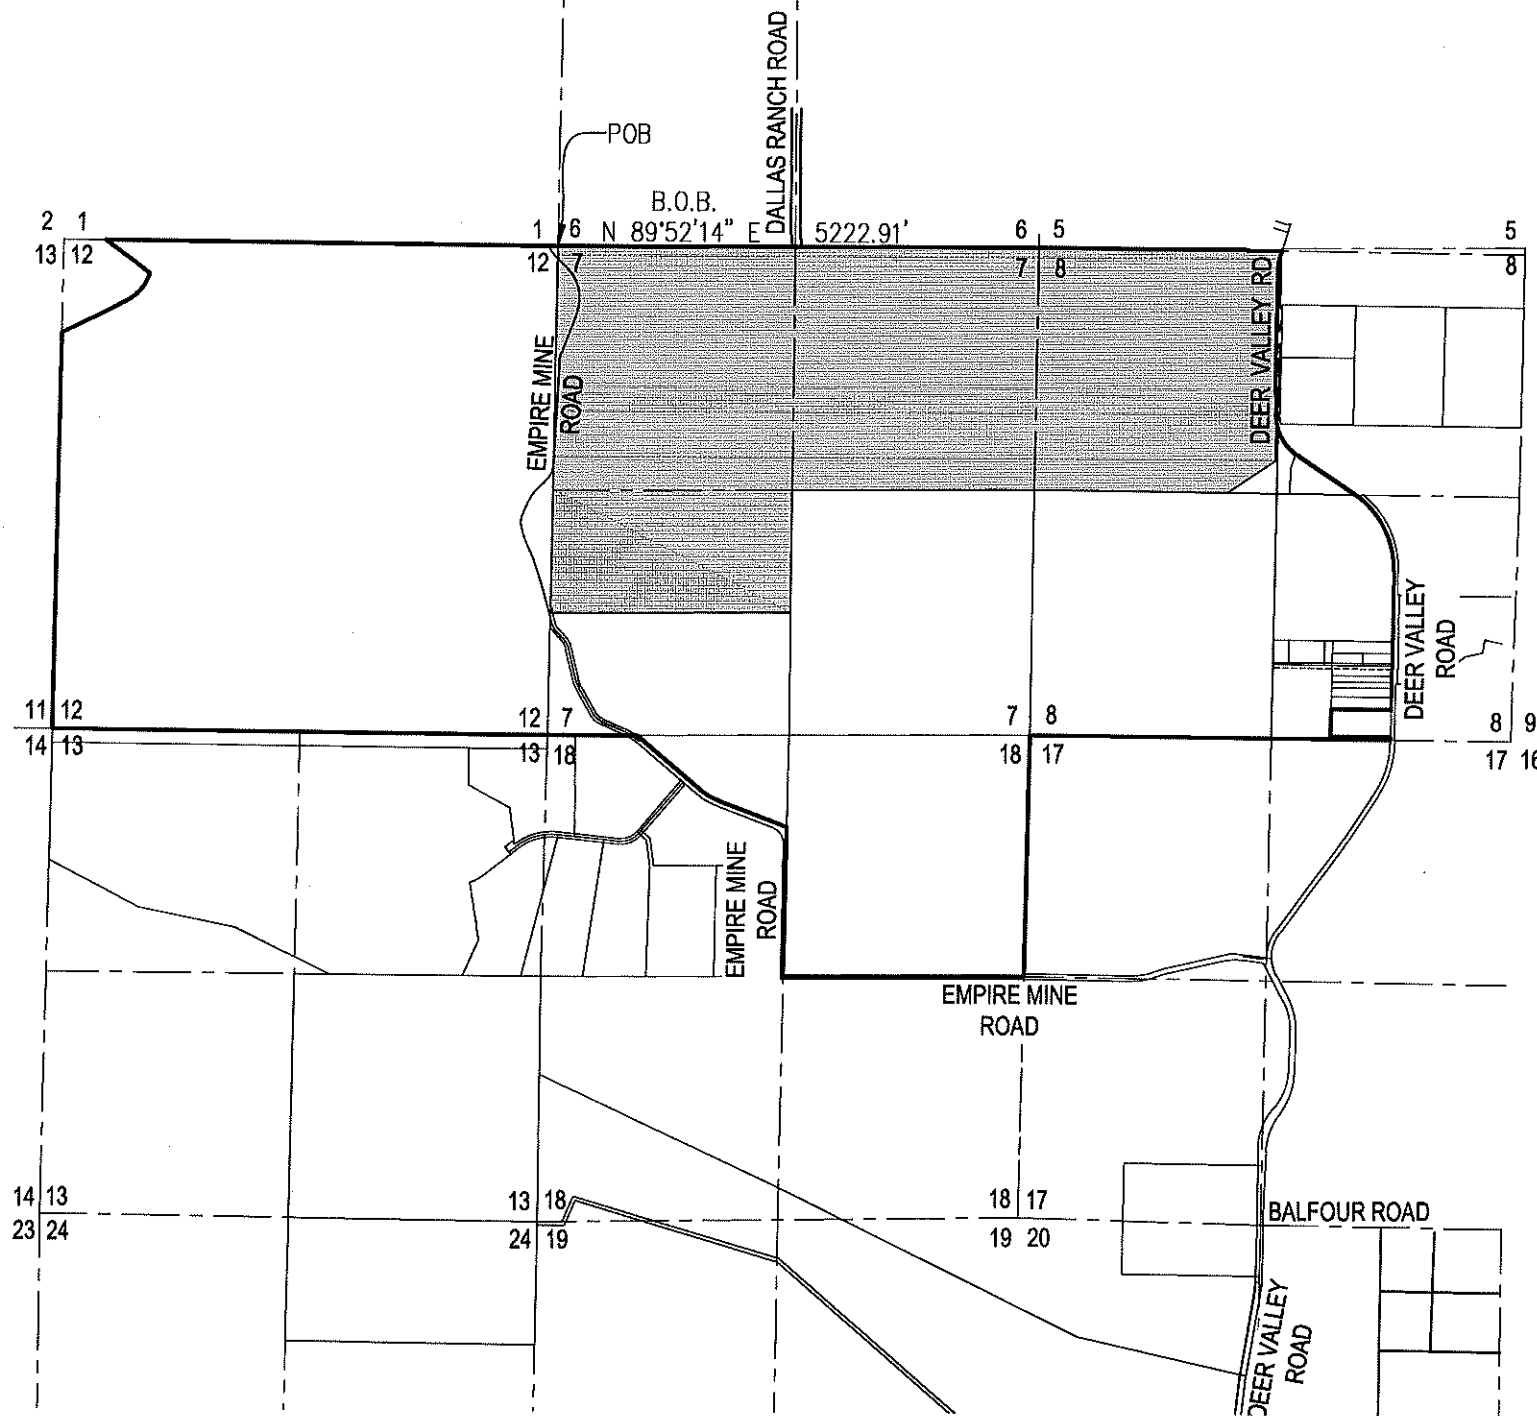 DALLAS RANCH ROAD
POB
B.O.B.
N 89°52'14" E 5222.91'
2 1
13 12
1 6
12 7
6 5
7 8
5
8
EMPIRE MINE
ROAD
DEER VALLEY RD
DEER VALLEY
ROAD
11 12
14 13
12 7
13 18
7 8
18 17
8 9
17 16
EMPIRE MINE
ROAD
EMPIRE MINE
ROAD
14 13
23 24
13 18
24 19
18 17
19 20
BALFOUR ROAD
DEER VALLEY
ROAD